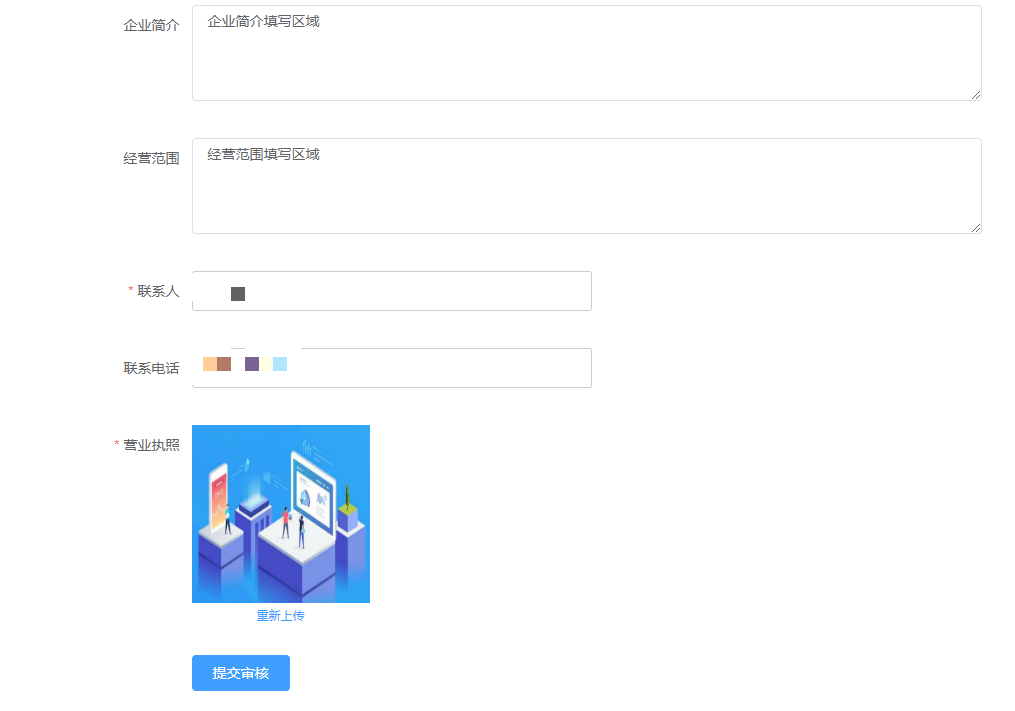 企业简介
企业简介填写区域
经营范围
经营范围填写区域
* 联系人
联系电话
* 营业执照
重新上传
提交审核